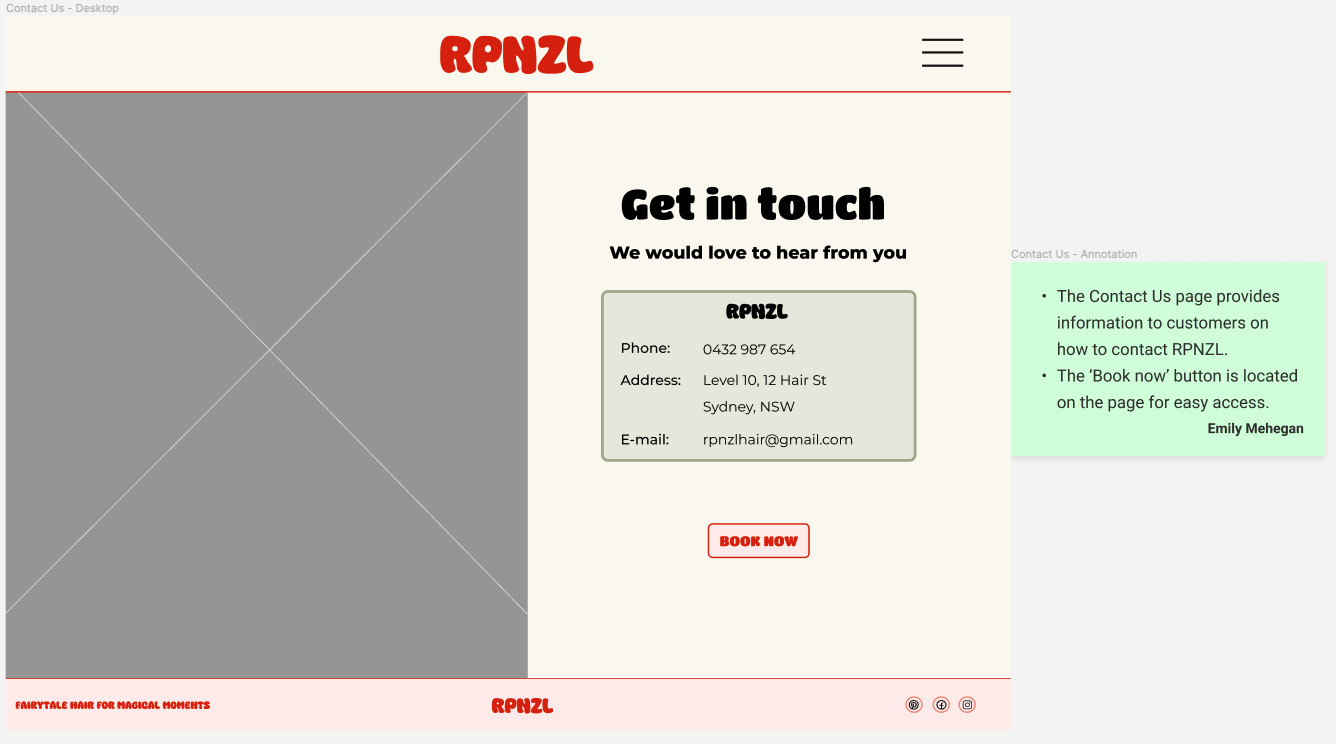 Contact Us - Desktop
RPNZL
Get in touch
We would love to hear from you
RPNZL
Phone: 0432 987 654
Address: Level 10, 12 Hair St
Sydney, NSW
E-mail: rpnzlhair@gmail.com
BOOK NOW
FAIRYTALE HAIR FOR MAGICAL MOMENTS
RPNZL
Contact Us - Annotation
• The Contact Us page provides
information to customers on
how to contact RPNZL.
• The ‘Book now’ button is located
on the page for easy access.
Emily Mehegan